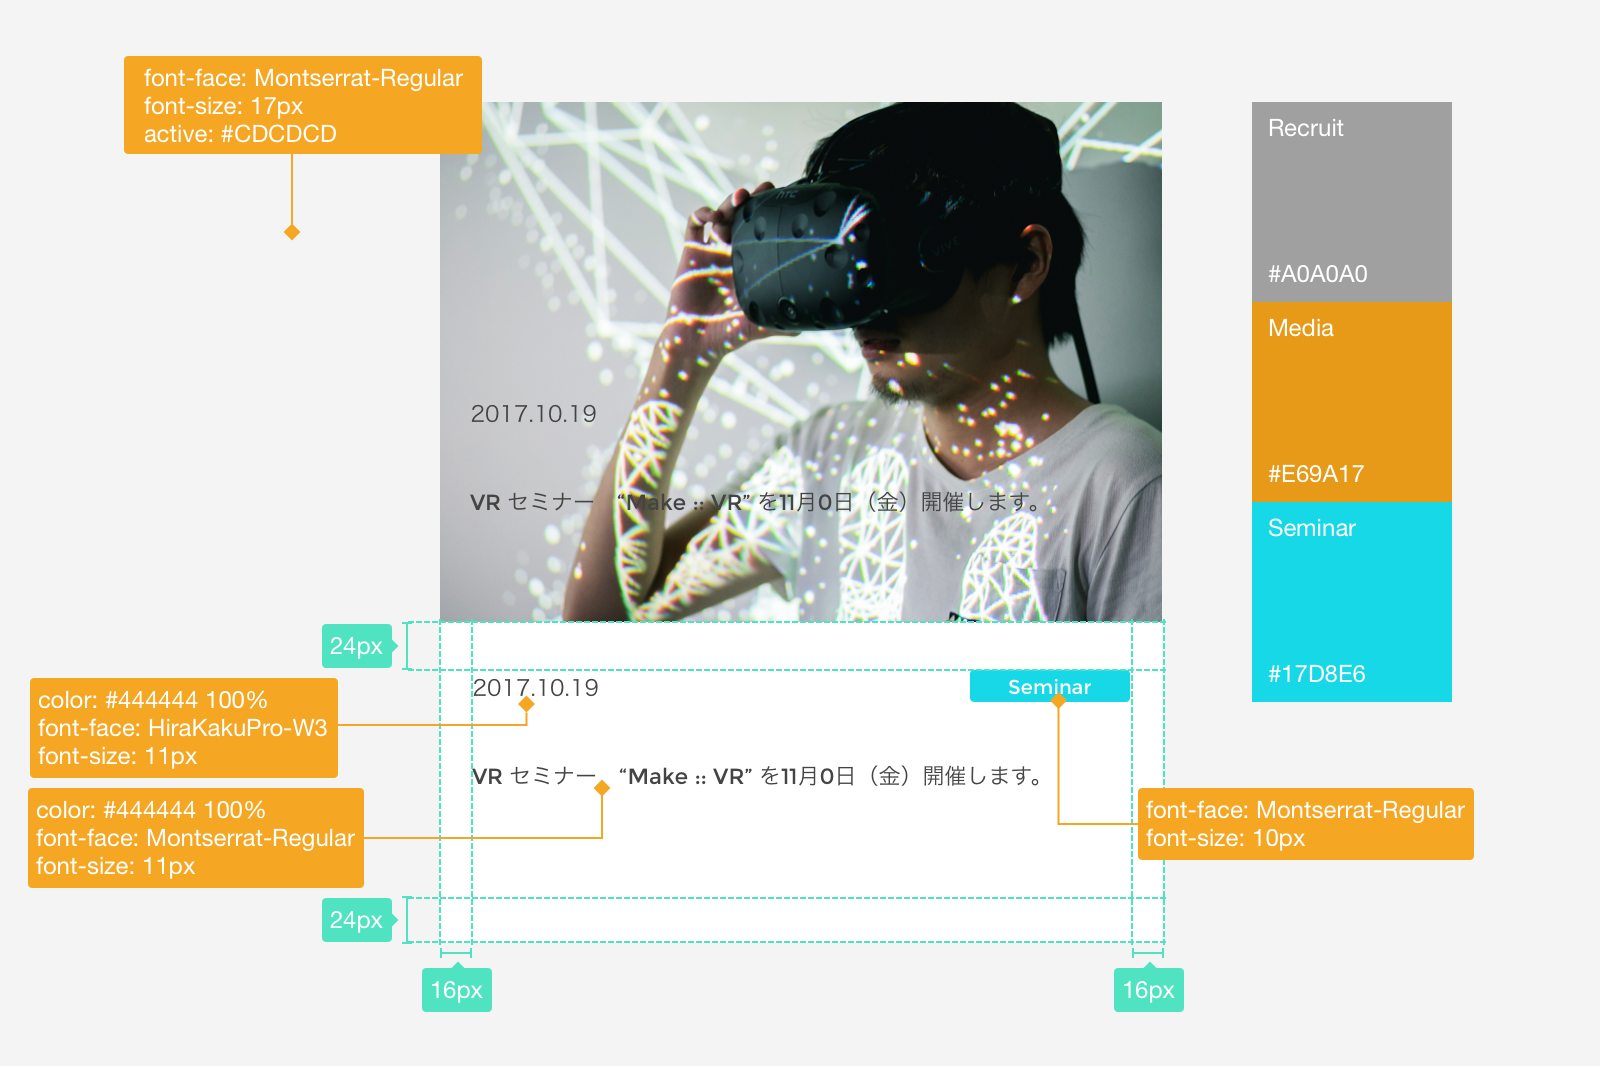 font-face: Montserrat-Regular
font-size: 17px
active: #CDCDCD
Recruit
#A0A0A0
Media
#E69A17
Seminar
#17D8E6
hTC
VIVE
2017.10.19
VR セミナー “Make :: VR” を11月0日（金）開催します。
24px
2017.10.19
Seminar
color: #444444 100%
font-face: HiraKakuPro-W3
font-size: 11px
VR セミナー “Make :: VR” を11月0日（金）開催します。
color: #444444 100%
font-face: Montserrat-Regular
font-size: 11px
font-face: Montserrat-Regular
font-size: 10px
24px
16px
16px